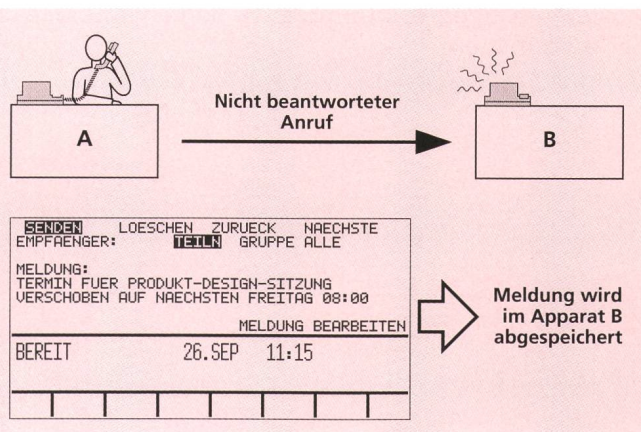 Nicht beantworteter
Anruf
A
B
SENDEN LOESCHEN ZURUECK NAECHSTE
EMPFAENGER: TEILN GRUPPE ALLE
MELDUNG:
TERMIN FUER PRODUKT-DESIGN-SITZUNG
VERSCHOBEN AUF NAECHSTEN FREITAG 08:00
MELDUNG BEARBEITEN
BEREIT 26.SEP 11:15
Meldung wird
im Apparat B
abgespeichert